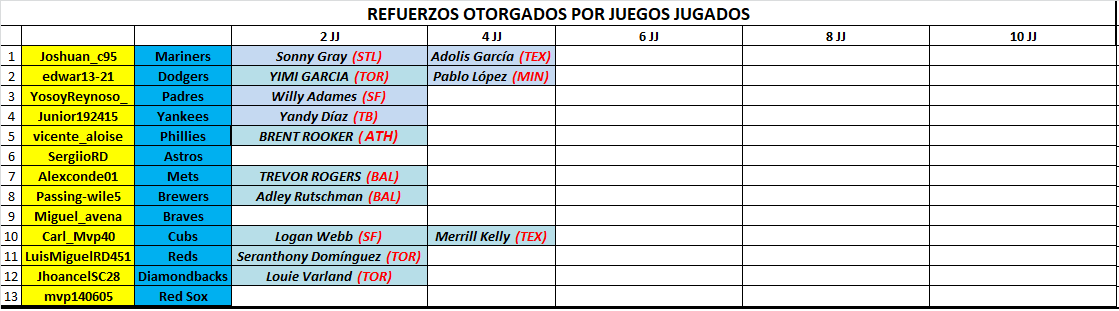 REFUERZOS OTORGADOS POR JUEGOS JUGADOS
2 JJ 4 JJ 6 JJ 8 JJ 10 JJ
1 Joshuan_c95 Mariners Sonny Gray (STL) Adolis García (TEX)
2 edwar13-21 Dodgers YIMI GARCIA (TOR) Pablo López (MIN)
3 YosoyReynoso_ Padres Willy Adames (SF)
4 Junior192415 Yankees Yandy Díaz (TB)
5 vicente_aloise Phillies BRENT ROOKER (ATH)
6 SergiioRD Astros
7 Alexconde01 Mets TREVOR ROGERS (BAL)
8 Passing-wile5 Brewers Adley Rutschman (BAL)
9 Miguel_avena Braves
10 Carl_Mvp40 Cubs Logan Webb (SF) Merrill Kelly (TEX)
11 LuisMiguelRD451 Reds Seranthony Domínguez (TOR)
12 JhoancelSC28 Diamondbacks Louie Varland (TOR)
13 mvp140605 Red Sox